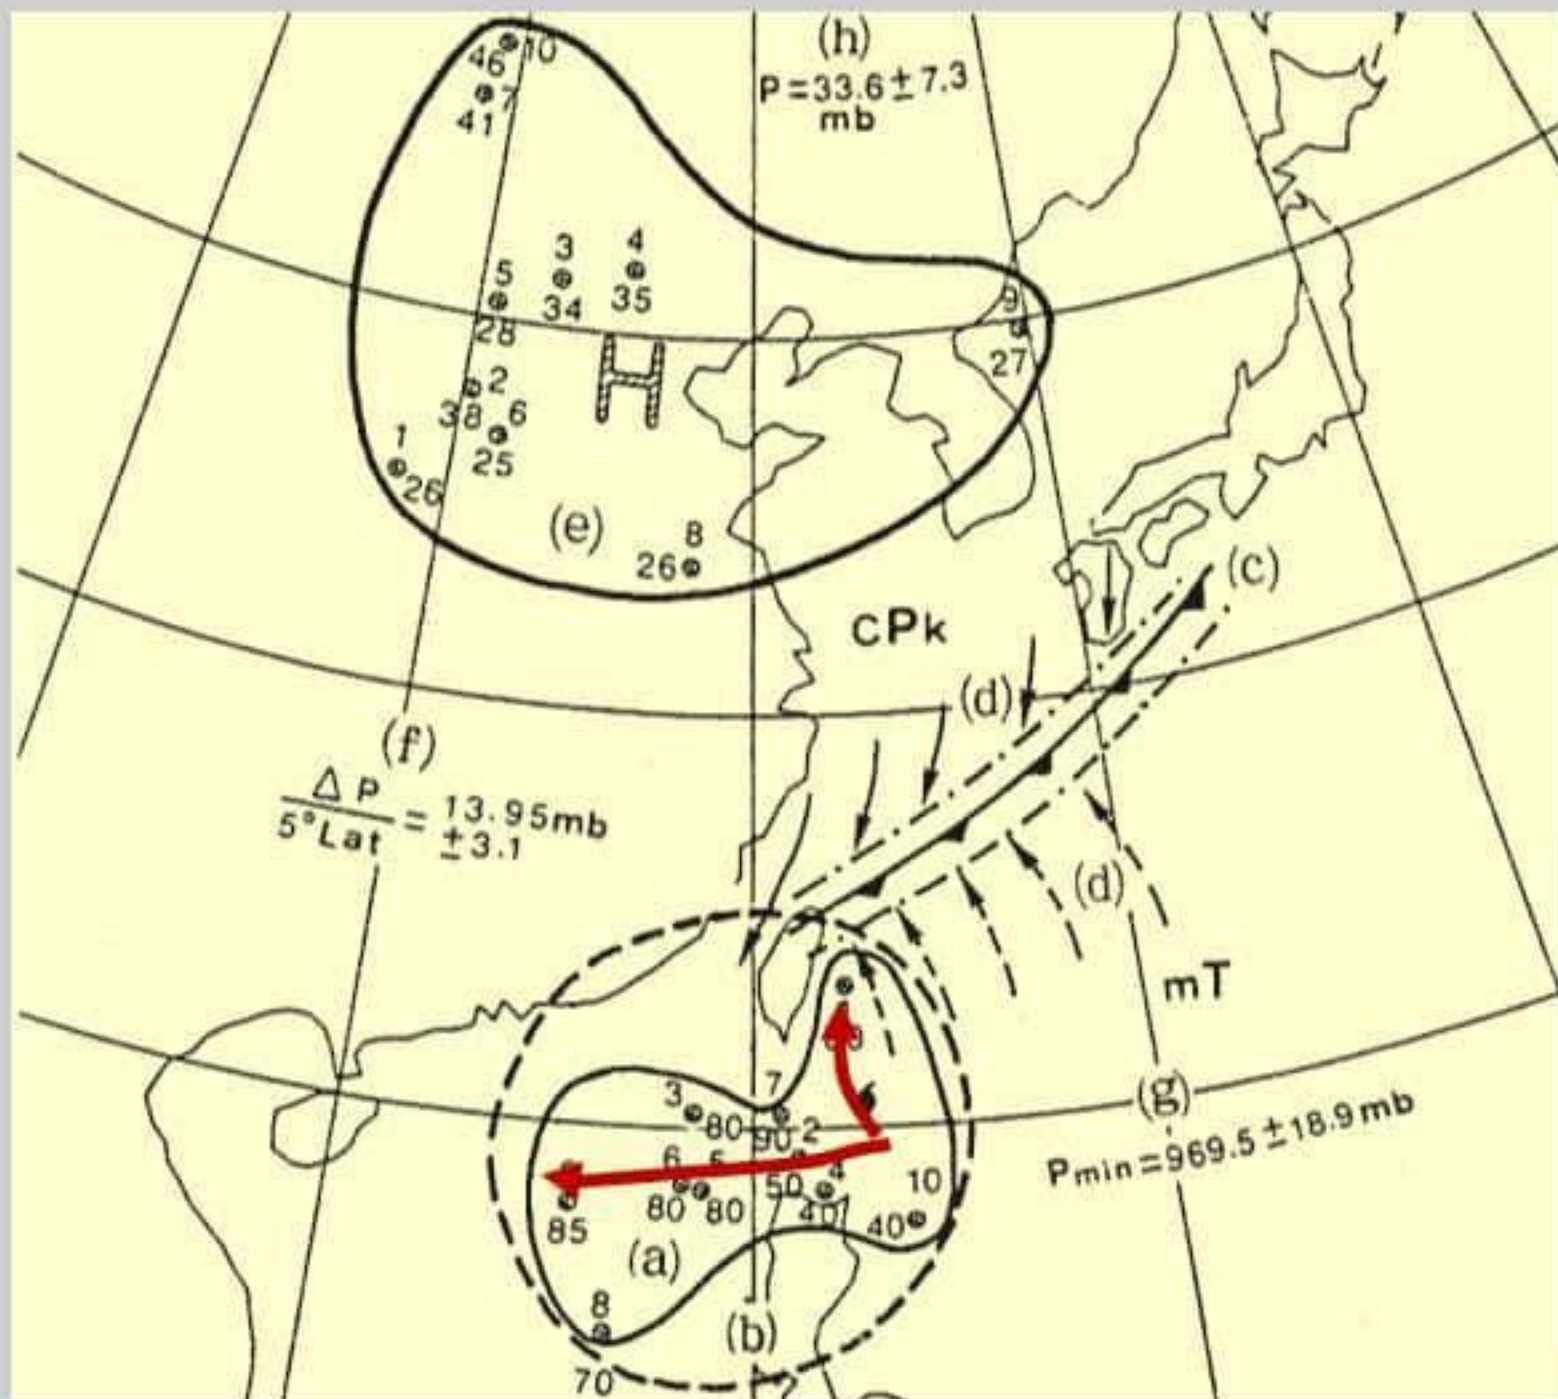 (h)
P=33.6±7.3
mb
46 10
7
41
3
34
4
35
5
28
9
27
H
2
38
6
25
1
26
(e)
8
26
(c)
CPk
(d)
(f)
ΔP
5°Lat
= 13.95mb
±3.1
(d)
mT
(g)
Pmin=969.5±18.9mb
3
80
7
90
2
6
5
50
4
10
80
80
40
40
85
(a)
8
(b)
70